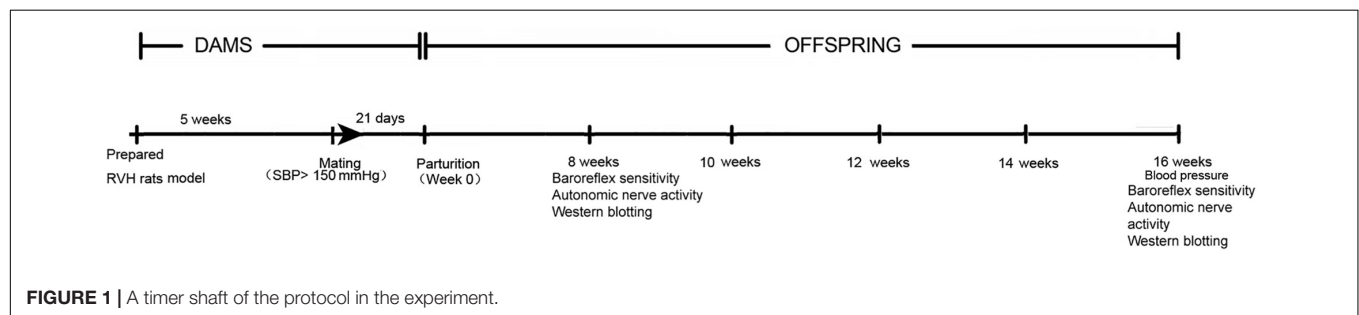 DAMS
OFFSPRING
5 weeks
21 days
Prepared
RVH rats model
Mating
（SBP> 150 mmHg）
Parturition
（Week 0）
8 weeks
Baroreflex sensitivity
Autonomic nerve activity
Western blotting
10 weeks
12 weeks
14 weeks
16 weeks
Blood pressure
Baroreflex sensitivity
Autonomic nerve
activity
Western blotting
FIGURE 1 | A timer shaft of the protocol in the experiment.